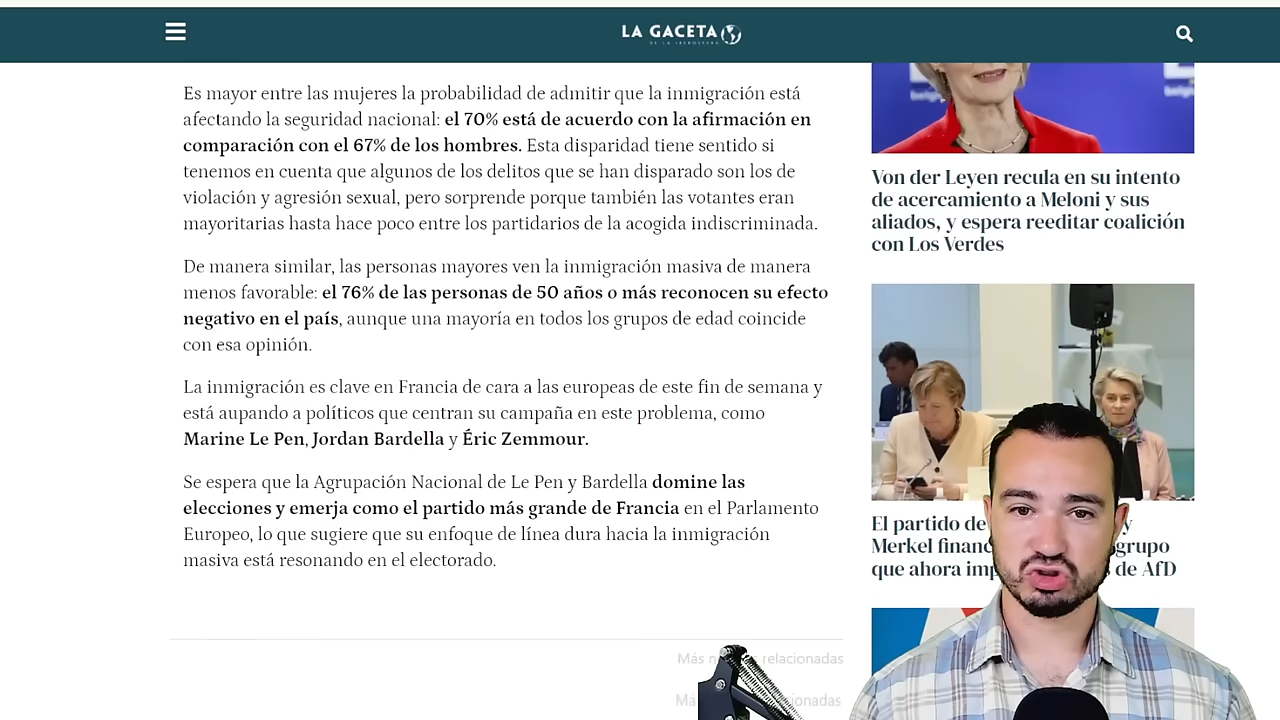 LA GACETA
DE LA IBEROSFERA
Es mayor entre las mujeres la probabilidad de admitir que la inmigración está
afectando la seguridad nacional: el 70% está de acuerdo con la afirmación en
comparación con el 67% de los hombres. Esta disparidad tiene sentido si
tenemos en cuenta que algunos de los delitos que se han disparado son los de
violación y agresión sexual, pero sorprende porque también las votantes eran
mayoritarias hasta hace poco entre los partidarios de la acogida indiscriminada.
De manera similar, las personas mayores ven la inmigración masiva de manera
menos favorable: el 76% de las personas de 50 años o más reconocen su efecto
negativo en el país, aunque una mayoría en todos los grupos de edad coincide
con esa opinión.
La inmigración es clave en Francia de cara a las europeas de este fin de semana y
está aupando a políticos que centran su campaña en este problema, como
Marine Le Pen, Jordan Bardella y Éric Zemmour.
Se espera que la Agrupación Nacional de Le Pen y Bardella domine las
elecciones y emerja como el partido más grande de Francia en el Parlamento
Europeo, lo que sugiere que su enfoque de línea dura hacia la inmigración
masiva está resonando en el electorado.
Más relacionadas
Von der Leyen recula en su intento
de acercamiento a Meloni y sus
aliados, y espera reeditar coalición
con Los Verdes
El partido de y
Merkel grupo
que ahora de AfD